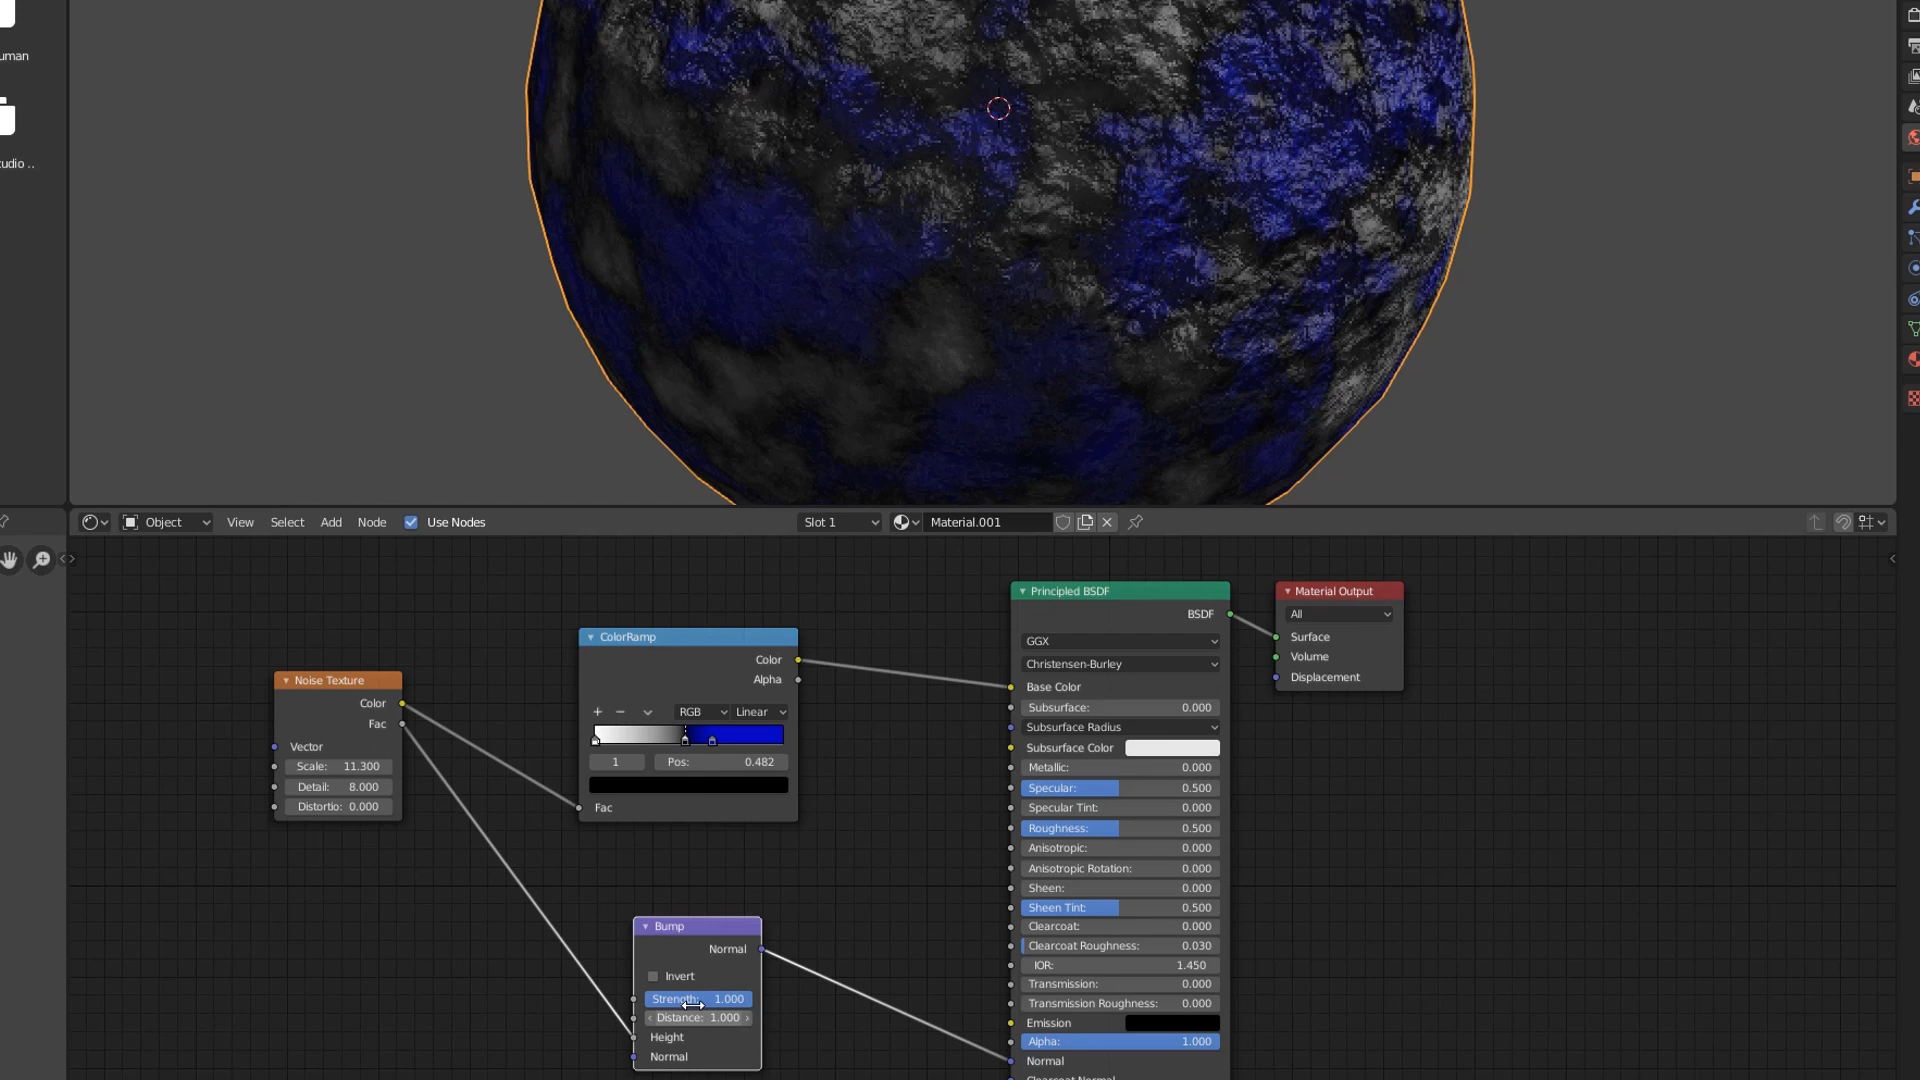 uman
tudio ..
Object View Select Add Node Use Nodes Slot 1 Material.001
Noise Texture
Color
Fac
Vector
Scale: 11.300
Detail: 8.000
Distortio: 0.000
ColorRamp
Color
Alpha
+ − RGB Linear
1 Pos: 0.482
Fac
Bump
Normal
Invert
Strength: 1.000
Distance: 1.000
Height
Normal
Principled BSDF
BSDF
GGX
Christensen-Burley
Base Color
Subsurface: 0.000
Subsurface Radius
Subsurface Color
Metallic: 0.000
Specular: 0.500
Specular Tint: 0.000
Roughness: 0.500
Anisotropic: 0.000
Anisotropic Rotation: 0.000
Sheen: 0.000
Sheen Tint: 0.500
Clearcoat: 0.000
Clearcoat Roughness: 0.030
IOR: 1.450
Transmission: 0.000
Transmission Roughness: 0.000
Emission
Alpha: 1.000
Normal
Clearcoat Normal
Material Output
All
Surface
Volume
Displacement